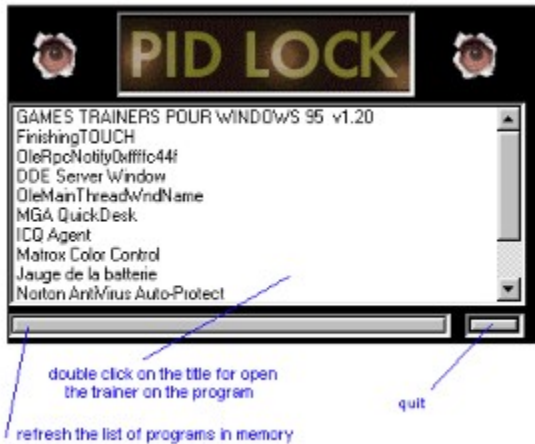 PID LOCK
GAMES TRAINERS POUR WINDOWS 95 v1.20
FinishingTOUCH
OleRpcNotify0xffffc44f
DDE Server Window
OleMainThreadWndName
MGA QuickDesk
ICQ Agent
Matrox Color Control
Jauge de la batterie
Norton AntiVirus Auto-Protect
double click on the title for open
the trainer on the program
quit
refresh the list of programs in memory